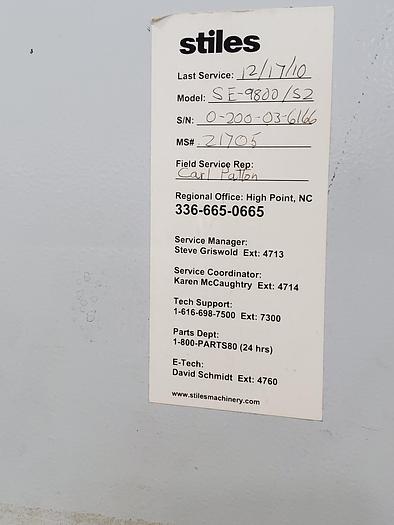 stiles
Last Service: 12/17/10
Model: SE-9800/S2
S/N: 0-200-03-6166
MS# 21705
Field Service Rep:
Carl Patton
Regional Office: High Point, NC
336-665-0665
Service Manager:
Steve Griswold Ext: 4713
Service Coordinator:
Karen McCaughtry Ext: 4714
Tech Support:
1-616-698-7500 Ext: 7300
Parts Dept:
1-800-PARTS80 (24 hrs)
E-Tech:
David Schmidt Ext: 4760
www.stilesmachinery.com